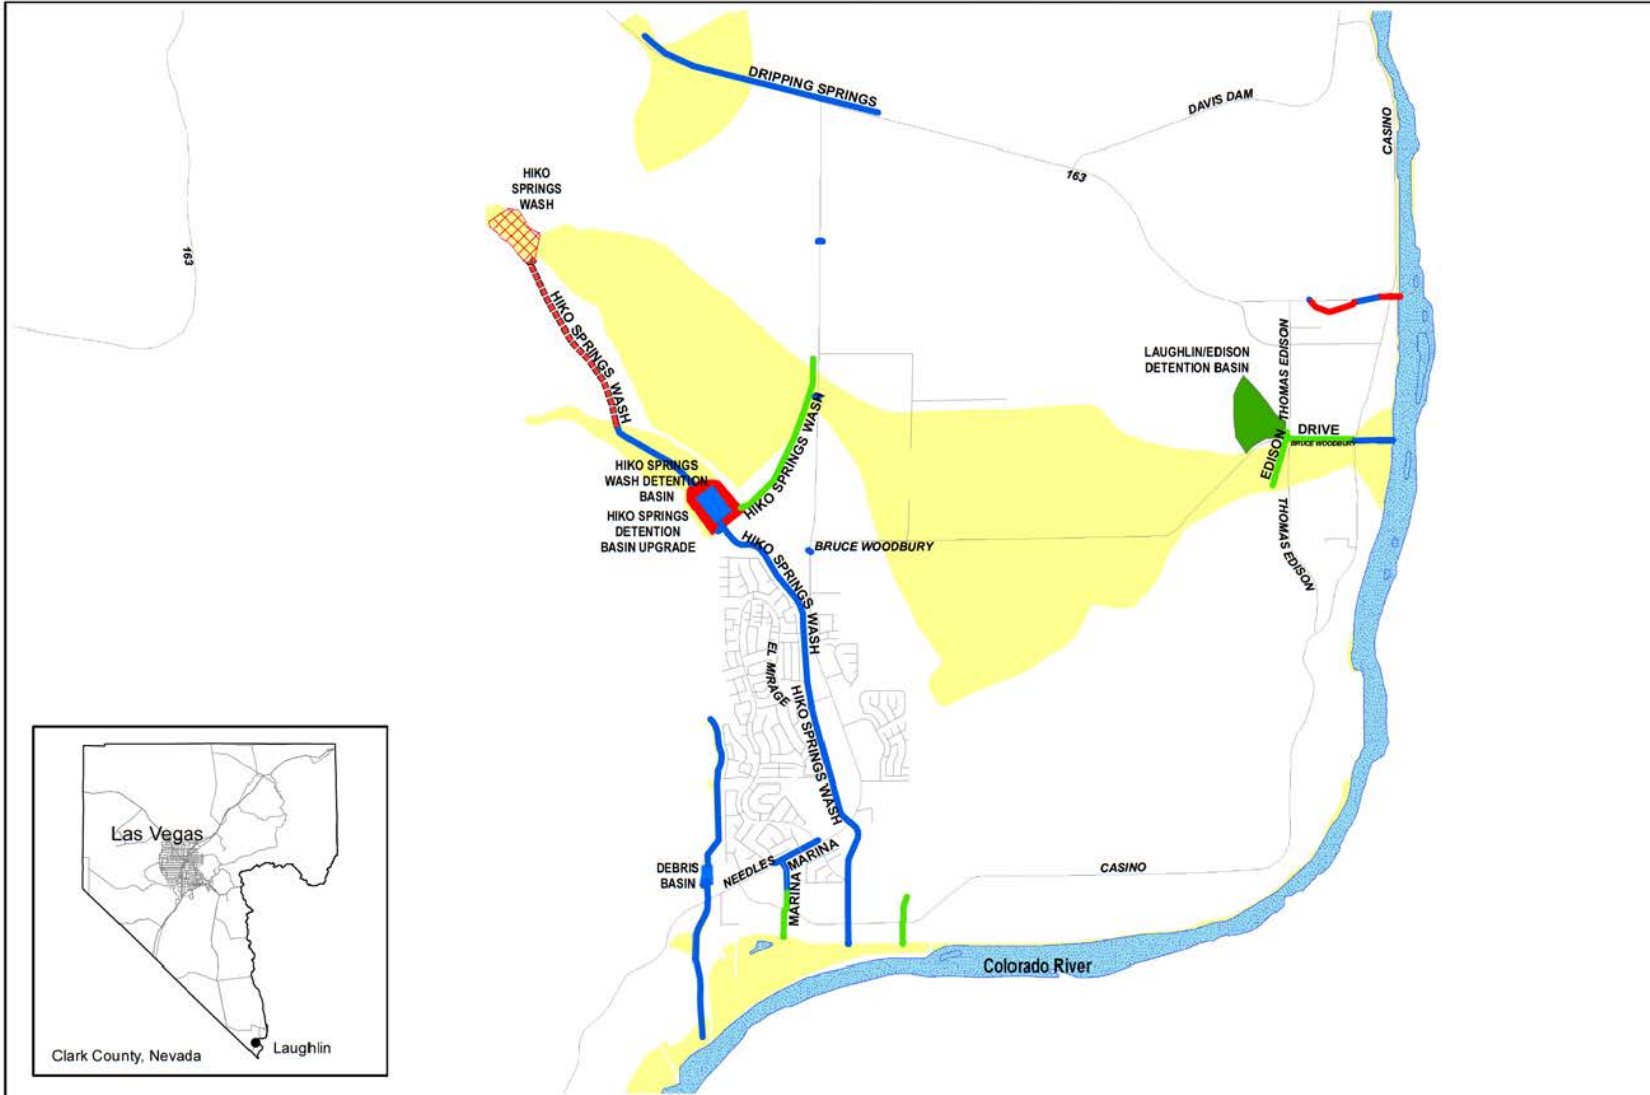 DRIPPING SPRINGS
DAVIS DAM
CASINO
163
HIKO
SPRINGS
WASH
163
HIKO SPRINGS WASH
LAUGHLIN/EDISON
DETENTION BASIN
THOMAS EDISON
HIKO SPRINGS WASH
DRIVE
BRUCE WOODBURY
EDISON
HIKO SPRINGS
WASH DETENTION
BASIN
HIKO SPRINGS
DETENTION
BASIN UPGRADE
HIKO SPRINGS WASH
BRUCE WOODBURY
THOMAS EDISON
EL MIRAGE
HIKO SPRINGS WASH
DEBRIS
BASIN
NEEDLES
MARINA
MARINA
CASINO
Colorado River
Las Vegas
Laughlin
Clark County, Nevada